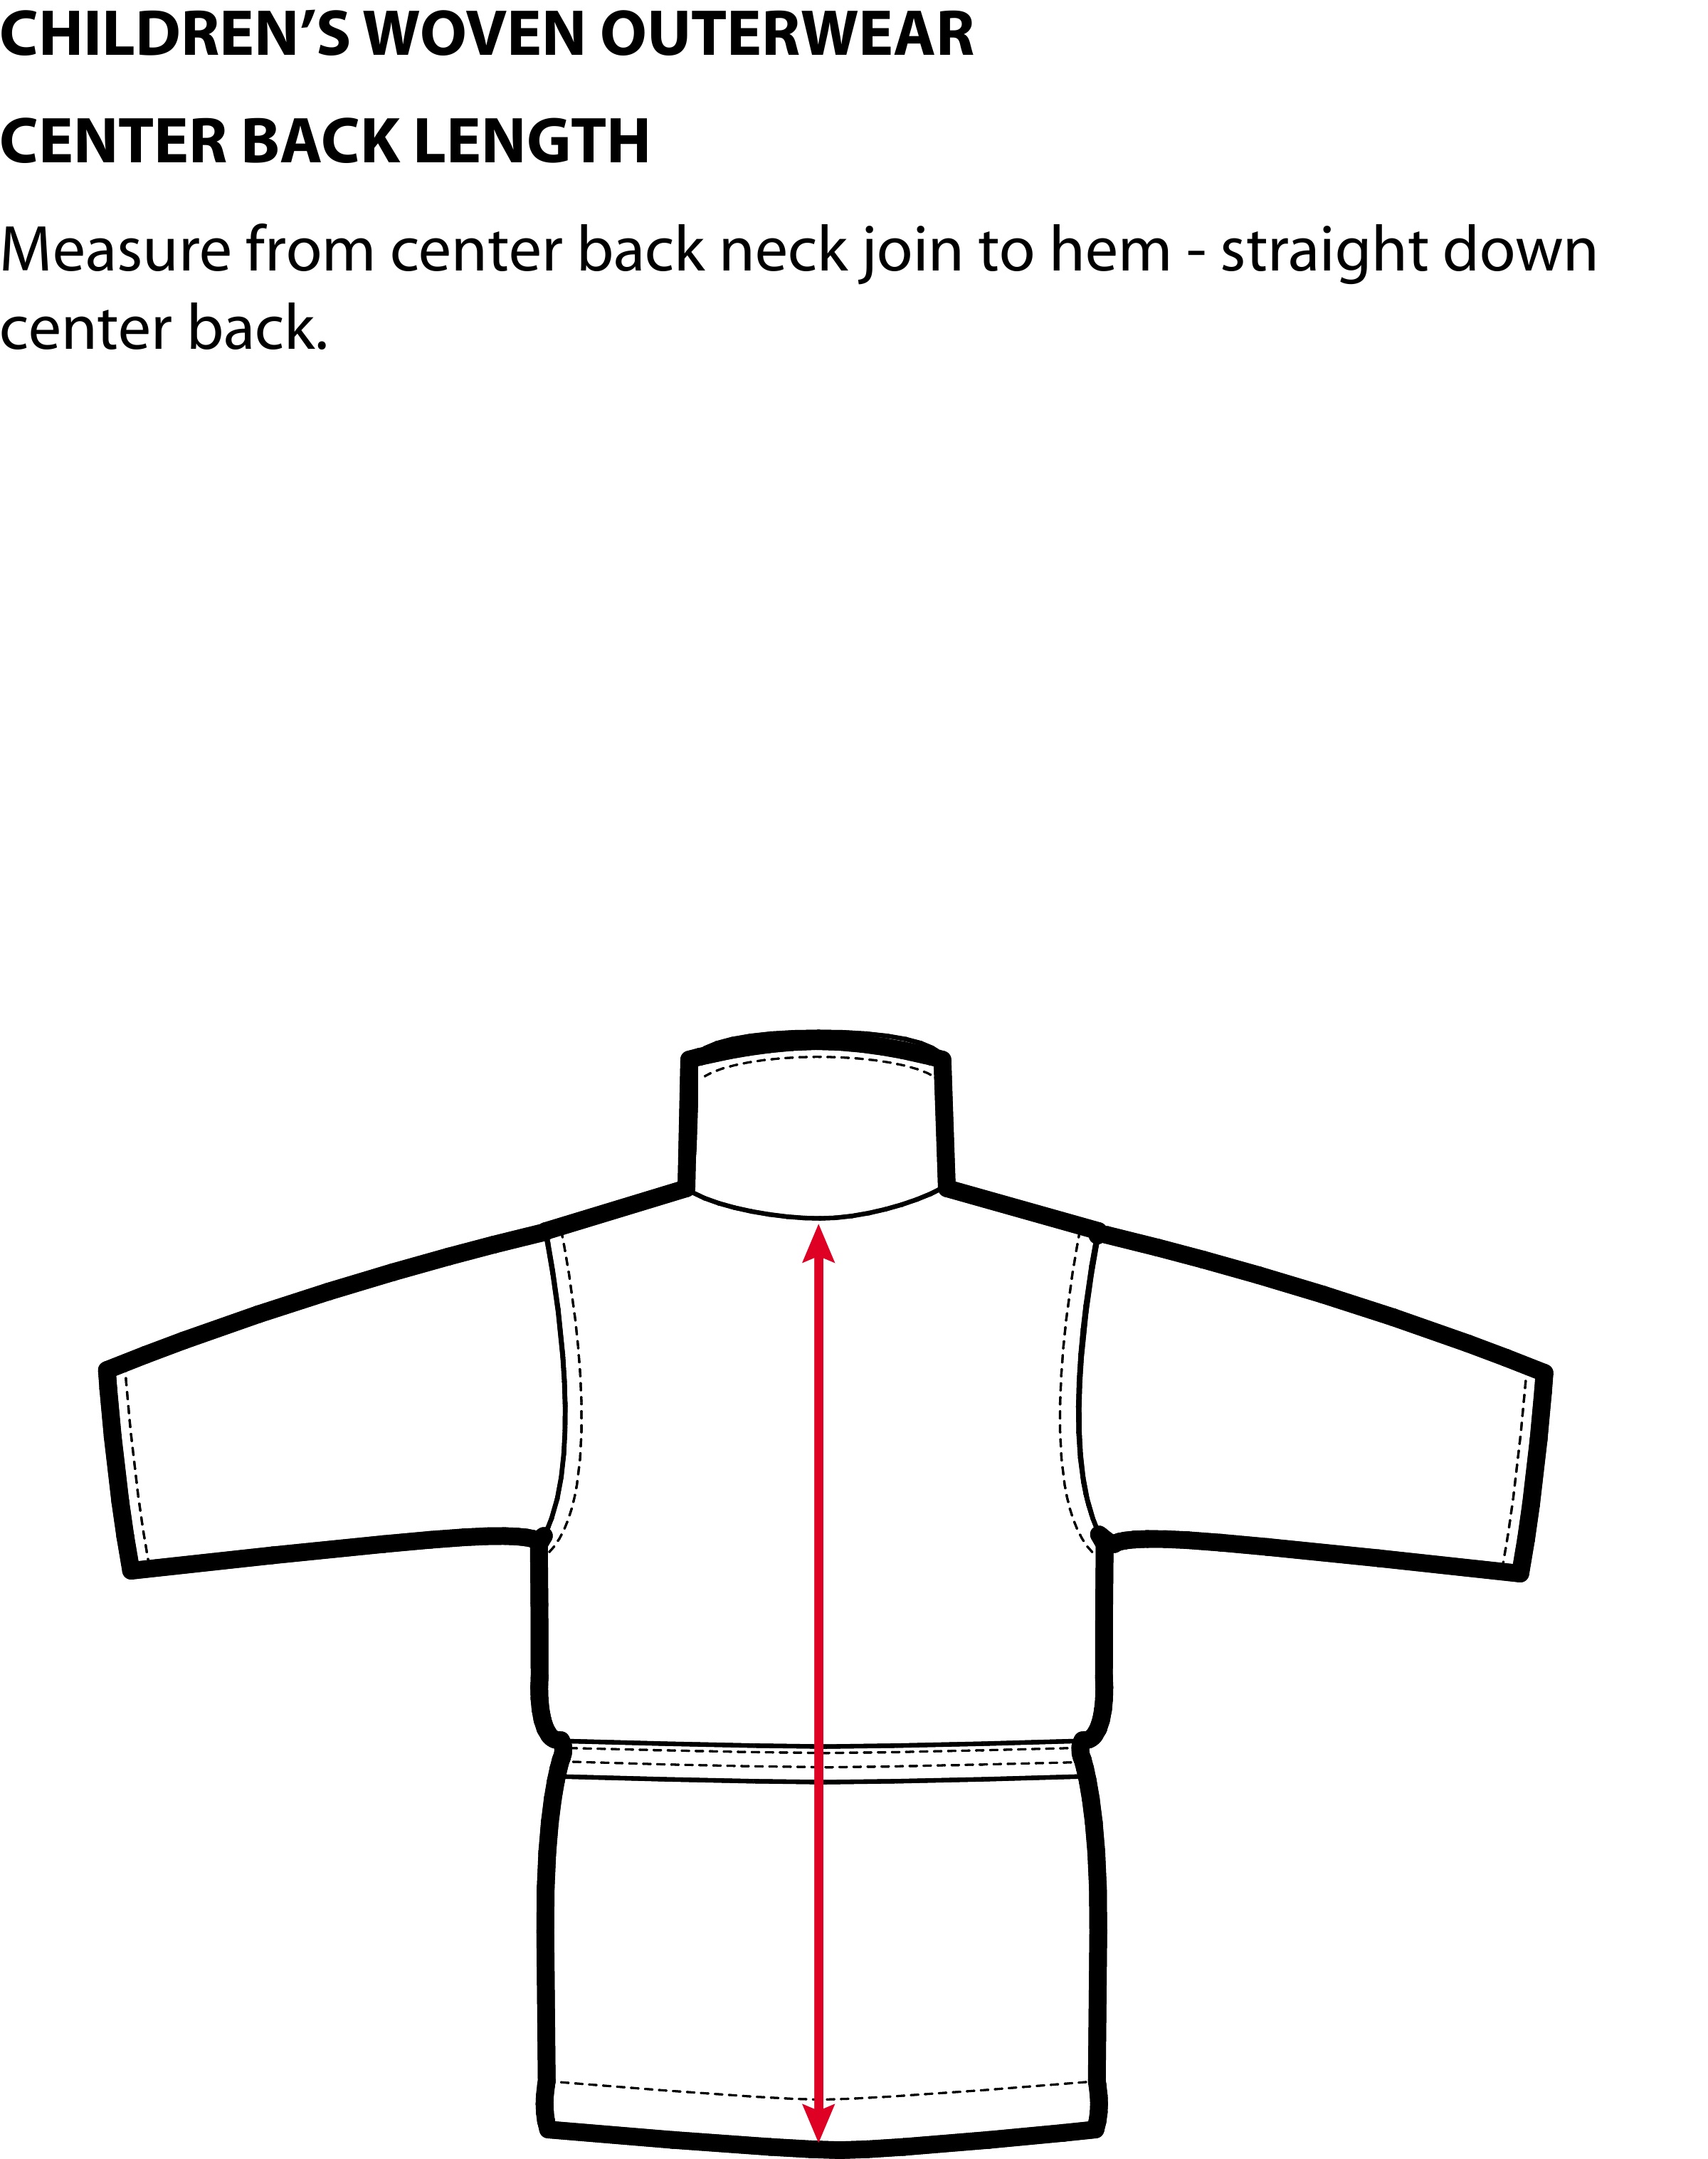 CHILDREN'S WOVEN OUTERWEAR
CENTER BACK LENGTH
Measure from center back neck join to hem - straight down
center back.